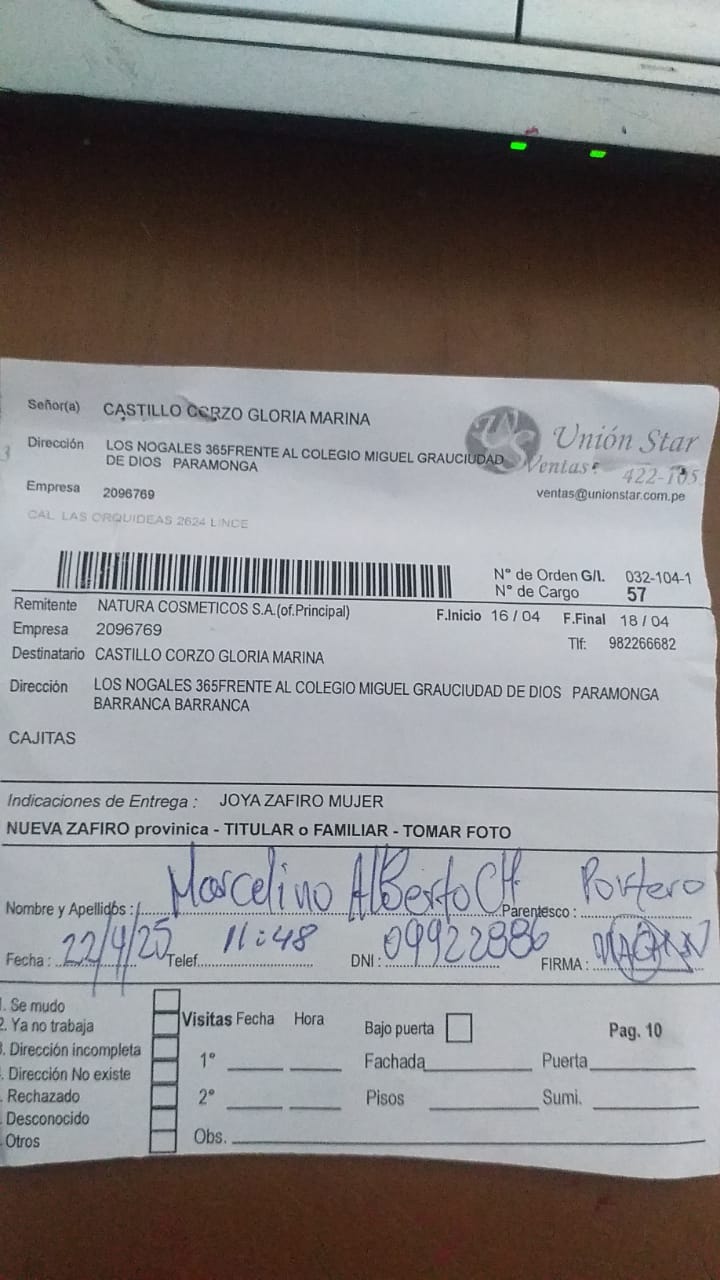 Señor(a) CASTILLO CORZO GLORIA MARINA
Dirección LOS NOGALES 365FRENTE AL COLEGIO MIGUEL GRAUCIUDAD
DE DIOS PARAMONGA
Unión Star
Ventas: 422-105
ventas@unionstar.com.pe
Empresa 2096769
CAL LAS ORQUIDEAS 2624 LINCE
N° de Orden G/I. 032-104-1
N° de Cargo 57
Remitente NATURA COSMETICOS S.A.(of.Principal) F.Inicio 16 / 04 F.Final 18 / 04
Empresa 2096769 Tlf: 982266682
Destinatario CASTILLO CORZO GLORIA MARINA
Dirección LOS NOGALES 365FRENTE AL COLEGIO MIGUEL GRAUCIUDAD DE DIOS PARAMONGA
BARRANCA BARRANCA
CAJITAS
Indicaciones de Entrega : JOYA ZAFIRO MUJER
NUEVA ZAFIRO provinica - TITULAR o FAMILIAR - TOMAR FOTO
Nombre y Apellidos : Marcelino Alberto CH Parentesco : Portero
Fecha : 22/4/25 Telef. 11:48 DNI : 09922886 FIRMA :
1. Se mudo
2. Ya no trabaja
3. Dirección incompleta
. Dirección No existe
. Rechazado
. Desconocido
Otros
Visitas Fecha Hora Bajo puerta Pag. 10
1° Fachada Puerta
2° Pisos Sumi.
Obs.